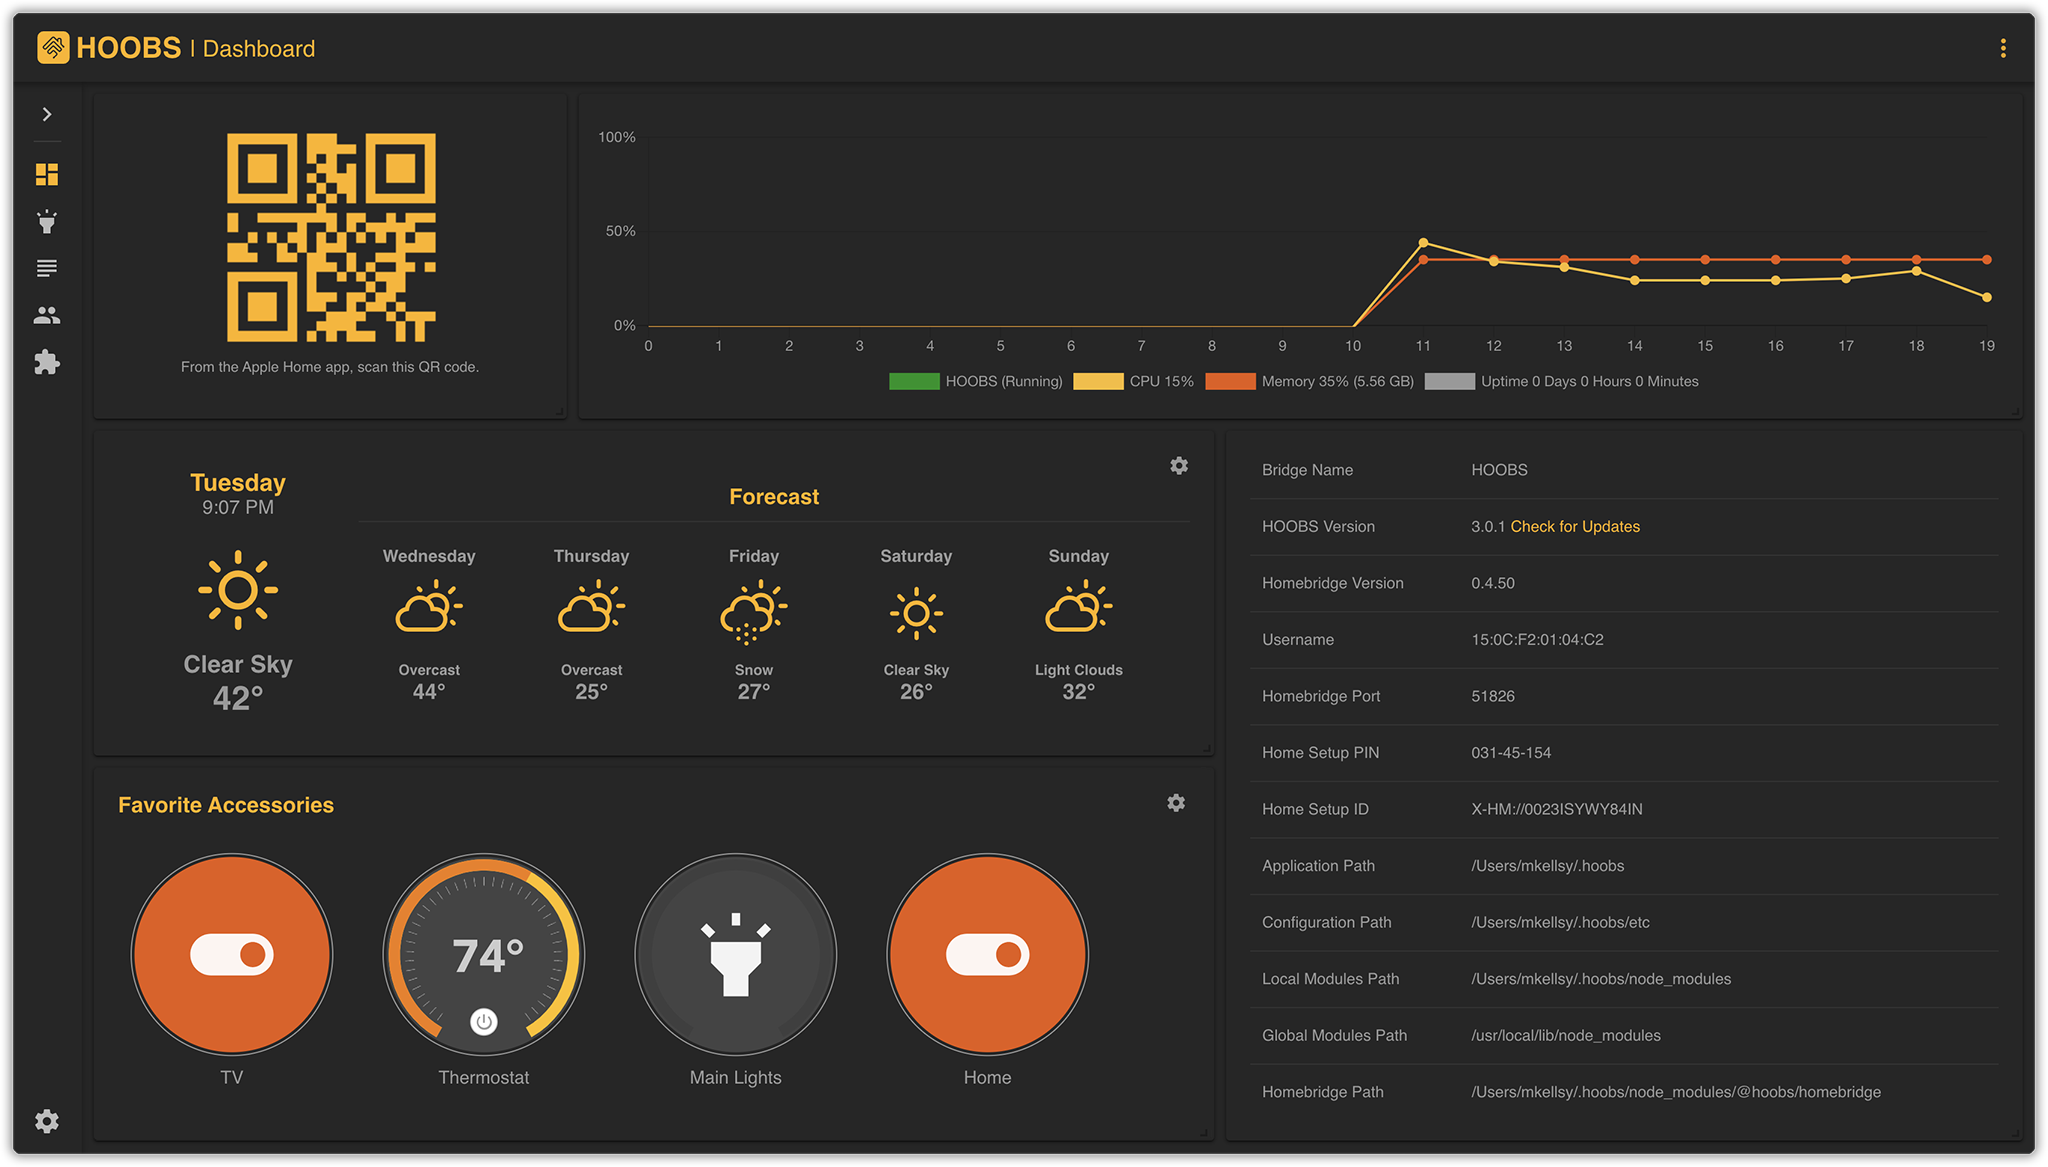 HOOBS | Dashboard
From the Apple Home app, scan this QR code.
100%
50%
0%
0 1 2 3 4 5 6 7 8 9 10 11 12 13 14 15 16 17 18 19
HOOBS (Running) CPU 15% Memory 35% (5.56 GB) Uptime 0 Days 0 Hours 0 Minutes
Tuesday
9:07 PM
Clear Sky
42°
Forecast
Wednesday Thursday Friday Saturday Sunday
Overcast Overcast Snow Clear Sky Light Clouds
44° 25° 27° 26° 32°
Favorite Accessories
74°
TV Thermostat Main Lights Home
Bridge Name HOOBS
HOOBS Version 3.0.1 Check for Updates
Homebridge Version 0.4.50
Username 15:0C:F2:01:04:C2
Homebridge Port 51826
Home Setup PIN 031-45-154
Home Setup ID X-HM://0023ISYWY84IN
Application Path /Users/mkellsy/.hoobs
Configuration Path /Users/mkellsy/.hoobs/etc
Local Modules Path /Users/mkellsy/.hoobs/node_modules
Global Modules Path /usr/local/lib/node_modules
Homebridge Path /Users/mkellsy/.hoobs/node_modules/@hoobs/homebridge